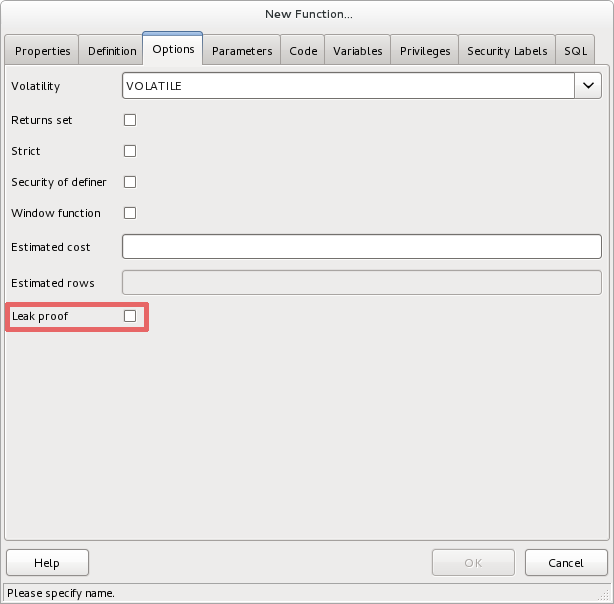 New Function...
Properties Definition Options Parameters Code Variables Privileges Security Labels SQL
Volatility VOLATILE
Returns set
Strict
Security of definer
Window function
Estimated cost
Estimated rows
Leak proof
Help OK Cancel
Please specify name.